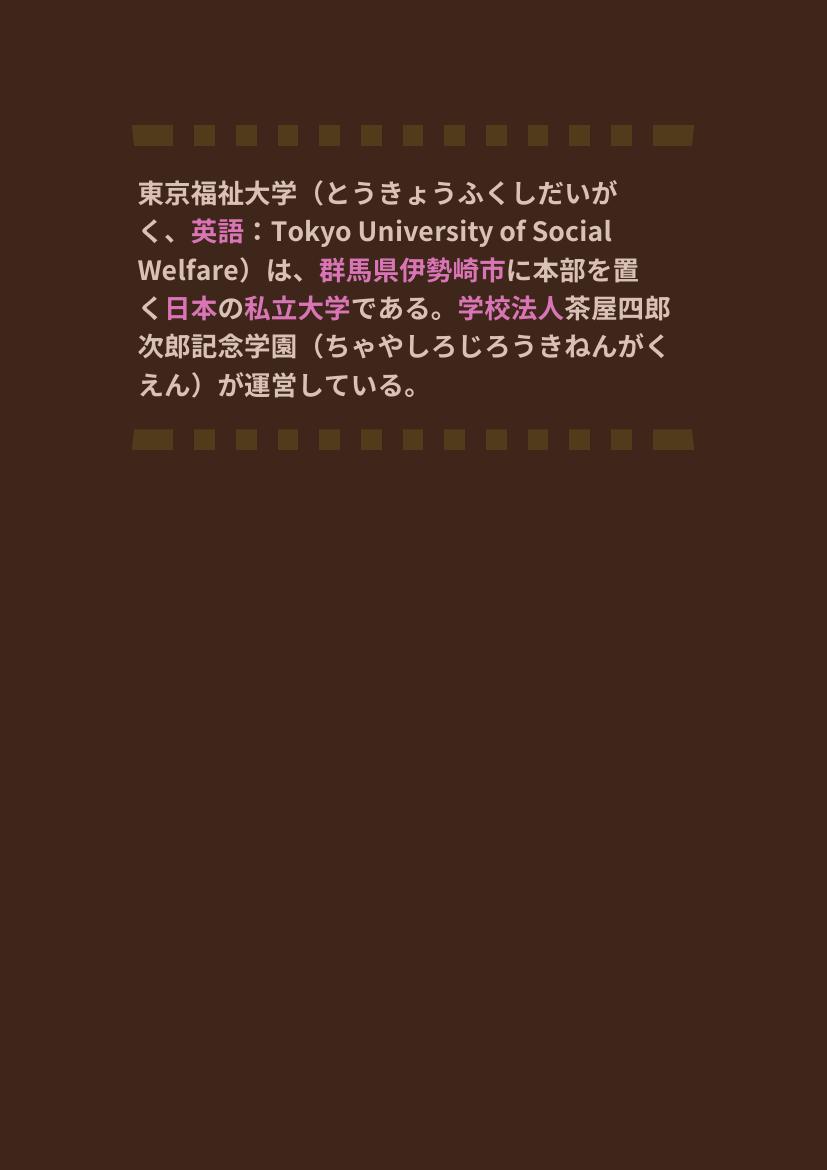 東京福祉大学（とうきょうふくしだいが
く、英語：Tokyo University of Social
Welfare）は、群馬県伊勢崎市に本部を置
く日本の私立大学である。学校法人茶屋四郎
次郎記念学園（ちゃやしろじろうきねんがく
えん）が運営している。